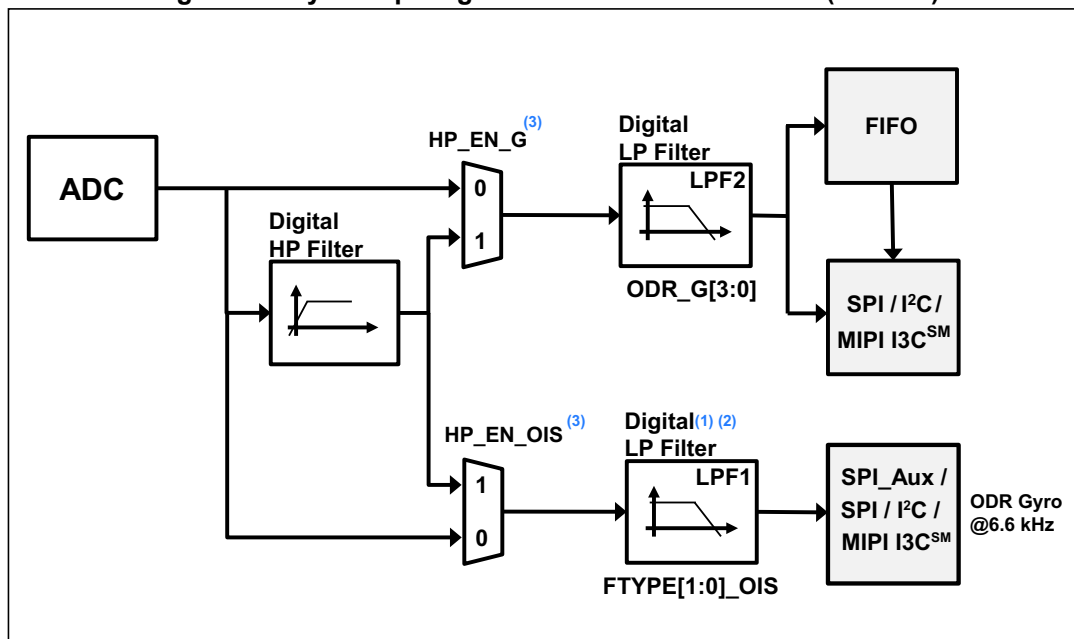 ADC
HP_EN_G(3)
0
1
Digital
HP Filter
Digital
LP Filter
LPF2
ODR_G[3:0]
FIFO
SPI / I²C /
MIPI I3CSM
HP_EN_OIS(3)
1
0
Digital(1) (2)
LP Filter
LPF1
FTYPE[1:0]_OIS
SPI_Aux /
SPI / I²C /
MIPI I3CSM
ODR Gyro
@6.6 kHz